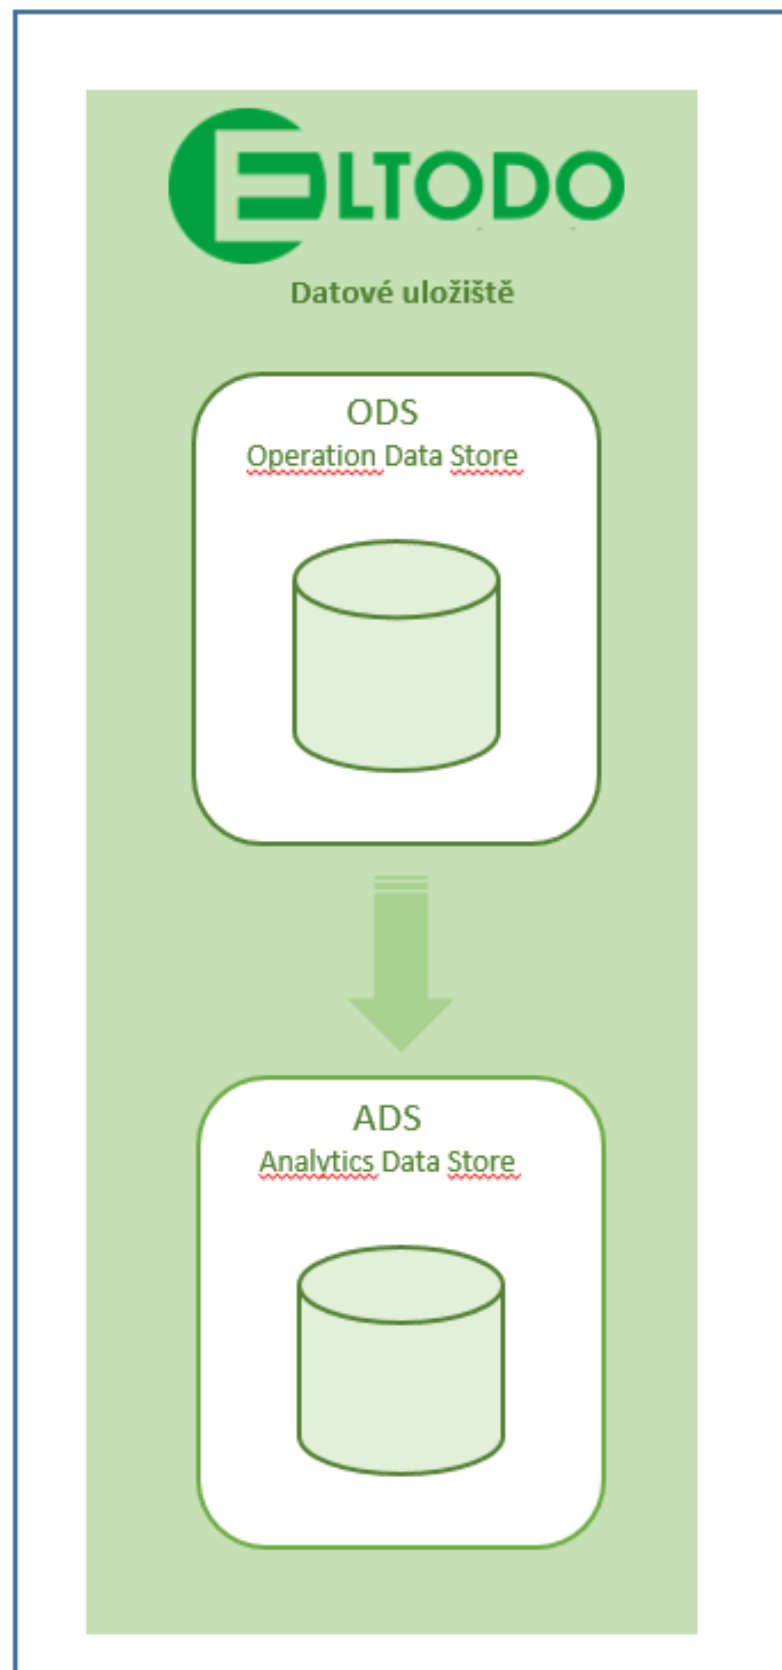 ELTODO
Datové uložiště
ODS
Operation Data Store
ADS
Analytics Data Store